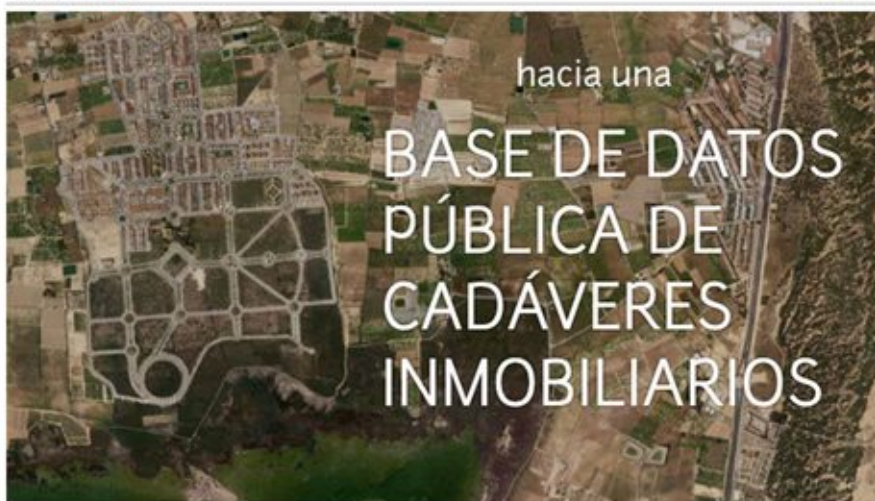 hacia una
BASE DE DATOS
PÚBLICA DE
CADÁVERES
INMOBILIARIOS